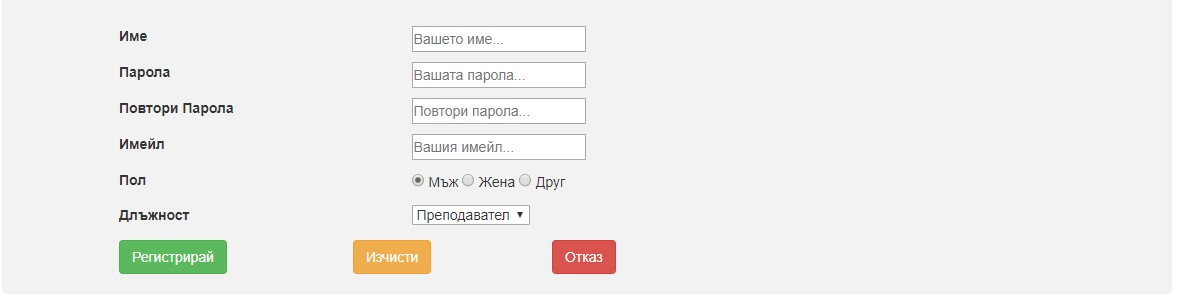 Име Вашето име...
Парола Вашата парола...
Повтори Парола Повтори парола...
Имейл Вашия имейл...
Пол Мъж Жена Друг
Длъжност Преподавател
Регистрирай Изчисти Отказ